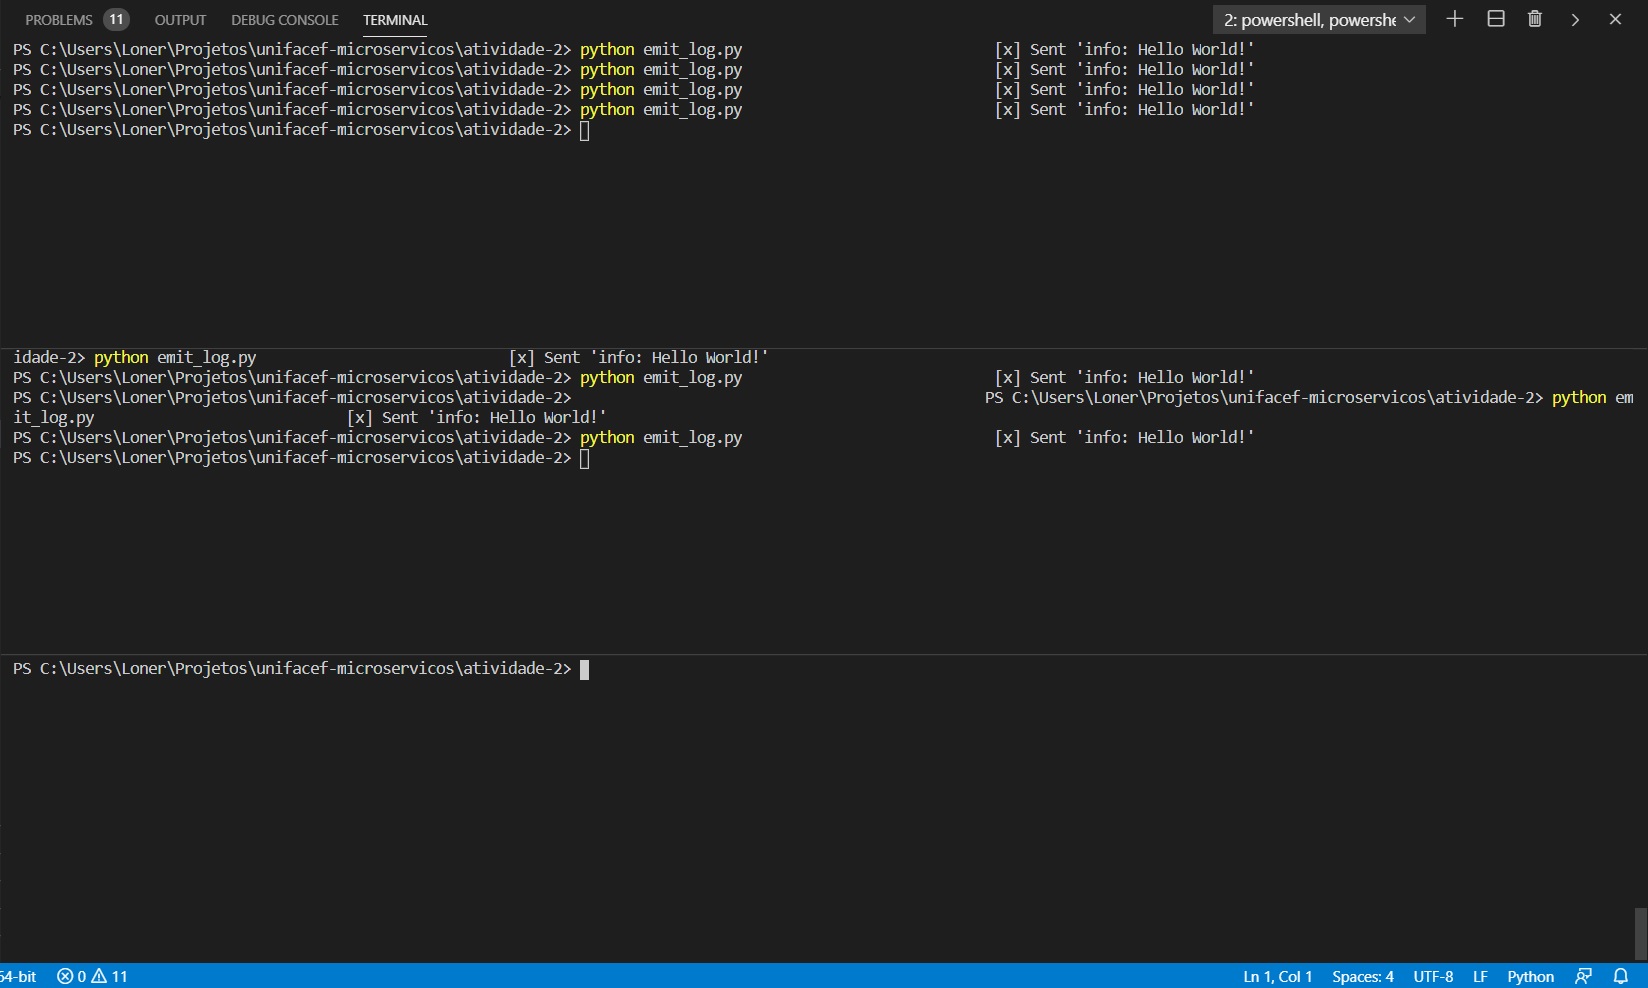 PROBLEMS 11 OUTPUT DEBUG CONSOLE TERMINAL 2: powershell, powershe
PS C:\Users\Loner\Projetos\unifacef-microservicos\atividade-2> python emit_log.py [x] Sent 'info: Hello World!'
PS C:\Users\Loner\Projetos\unifacef-microservicos\atividade-2> python emit_log.py [x] Sent 'info: Hello World!'
PS C:\Users\Loner\Projetos\unifacef-microservicos\atividade-2> python emit_log.py [x] Sent 'info: Hello World!'
PS C:\Users\Loner\Projetos\unifacef-microservicos\atividade-2> python emit_log.py [x] Sent 'info: Hello World!'
PS C:\Users\Loner\Projetos\unifacef-microservicos\atividade-2>
idade-2> python emit_log.py [x] Sent 'info: Hello World!'
PS C:\Users\Loner\Projetos\unifacef-microservicos\atividade-2> python emit_log.py [x] Sent 'info: Hello World!'
PS C:\Users\Loner\Projetos\unifacef-microservicos\atividade-2> PS C:\Users\Loner\Projetos\unifacef-microservicos\atividade-2> python em
it_log.py [x] Sent 'info: Hello World!'
PS C:\Users\Loner\Projetos\unifacef-microservicos\atividade-2> python emit_log.py [x] Sent 'info: Hello World!'
PS C:\Users\Loner\Projetos\unifacef-microservicos\atividade-2>
PS C:\Users\Loner\Projetos\unifacef-microservicos\atividade-2>
64-bit 0 11 Ln 1, Col 1 Spaces: 4 UTF-8 LF Python